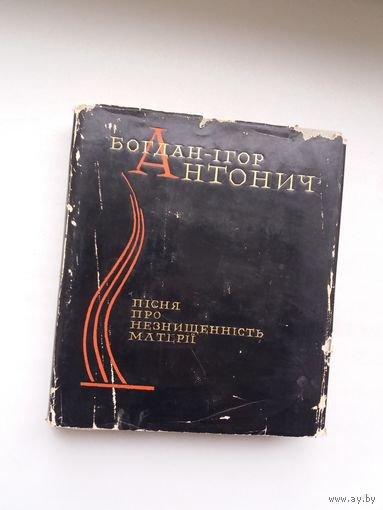 БОГДАН-ІГОР
АНТОНИЧ
ПІСНЯ
ПРО
НЕЗНИЩЕННІСТЬ
МАТЕРІЇ
www.ay.by